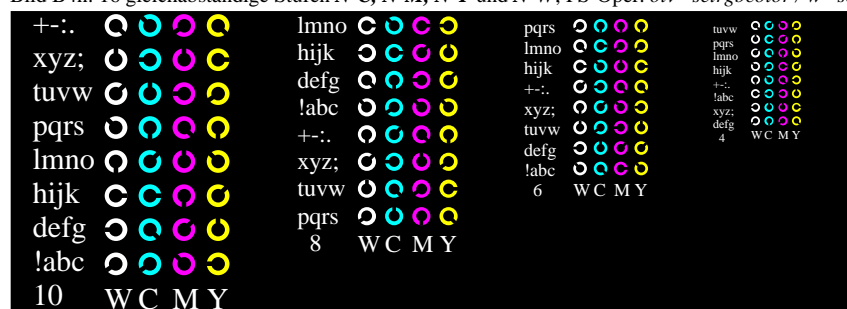 +-:.
xyz;
tuvw
pqrs
lmno
hijk
defg
!abc
10 W C M Y
lmno
hijk
defg
!abc
+-:.
xyz;
tuvw
pqrs
8 W C M Y
pqrs
lmno
hijk
+-:.
xyz;
tuvw
defg
!abc
6 W C M Y
tuvw
pqrs
lmno
hijk
+-:.
!abc
xyz;
defg
4 W C M Y